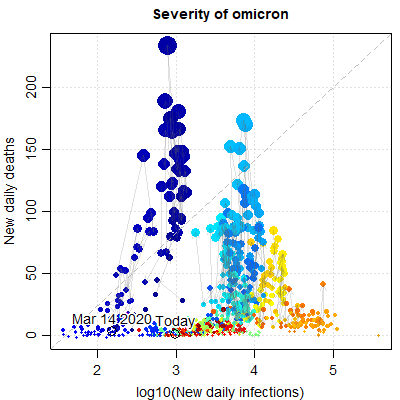 Severity of omicron
New daily deaths
200
150
100
50
0
Mar 14 2020 Today
2 3 4 5
log10(New daily infections)